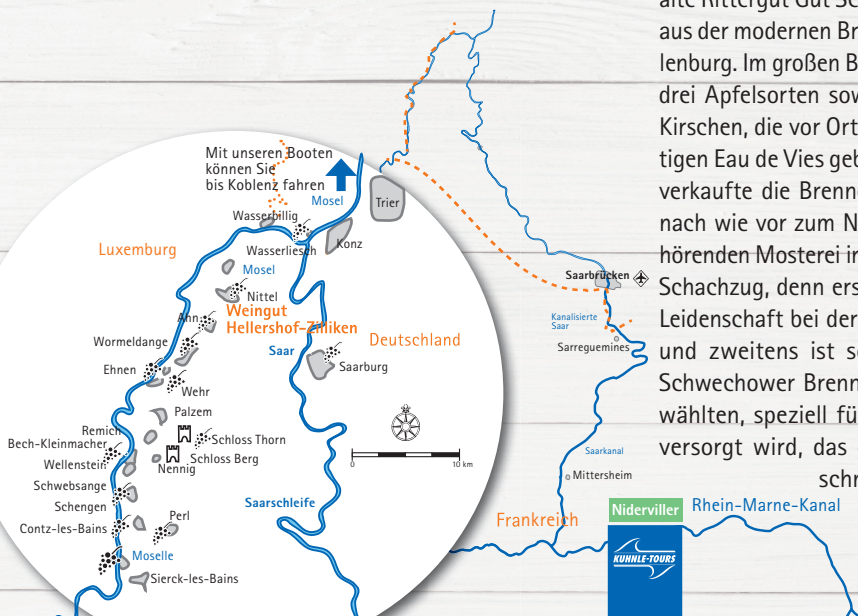 Mit unseren Booten
können Sie
bis Koblenz fahren
Mosel
Trier
Wasserbillig
Wasserliesch
Konz
Luxemburg
Mosel
Nittel
Weingut
Hellershof-Zilliken
Ahn
Wormeldange
Deutschland
Saar
Ehnen
Saarburg
Wehr
Palzem
Remich
Schloss Thorn
Bech-Kleinmacher
Schloss Berg
Wellenstein
Nennig
Schwebsange
Schengen
Saarschleife
Perl
Contz-les-Bains
Moselle
Sierck-les-Bains
0
10 km
Saarbrücken
Kanalisierte
Saar
Sarreguemines
Saarkanal
Mittersheim
Frankreich
Niderviller
Rhein-Marne-Kanal
KUHNLE-TOURS
alte Rittergut Gut
aus der modernen Br
lenburg. Im großen B
drei Apfelsorten sow
Kirschen, die vor Ort
tigen Eau de Vies geb
verkaufte die Brenn
nach wie vor zum N
hörenden Mosterei in
Schachzug, denn ers
Leidenschaft bei der
und zweitens ist s
Schwechower Brenn
wählten, speziell fü
versorgt wird, das
schr